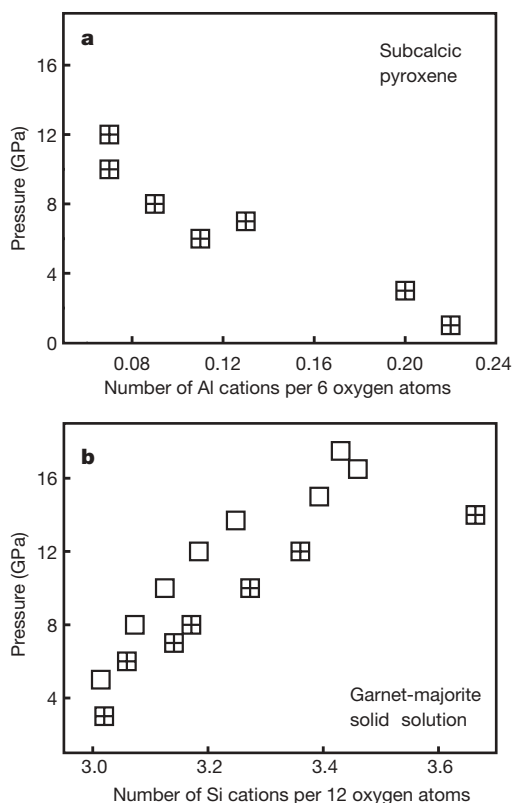 a
Subcalcic
pyroxene
16
12
8
4
0
Pressure (GPa)
0.08
0.12
0.16
0.20
0.24
Number of Al cations per 6 oxygen atoms
b
16
12
8
4
Pressure (GPa)
Garnet-majorite
solid solution
3.0
3.2
3.4
3.6
Number of Si cations per 12 oxygen atoms